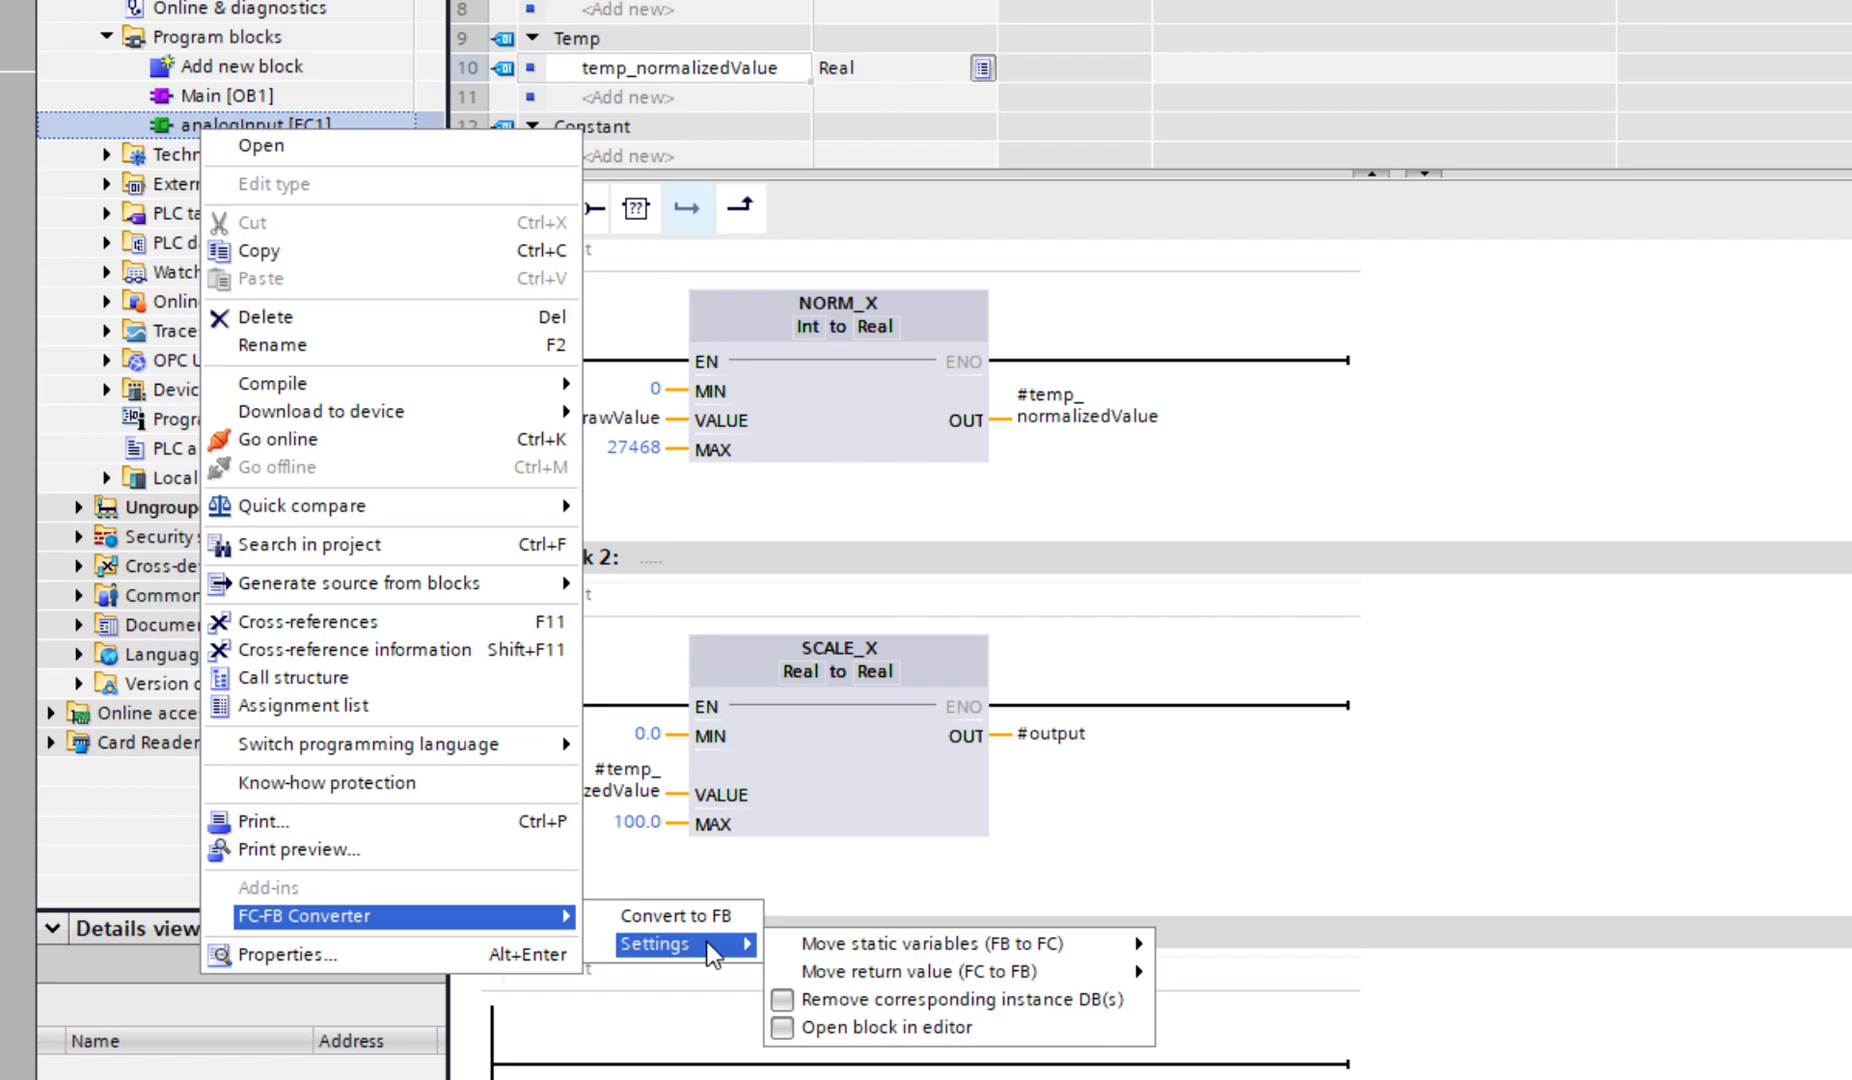 Online & diagnostics
Program blocks
Add new block
Main [OB1]
analogInput [FC1]
Techn
Extern
PLC ta
PLC d
Watch
Onlin
Trace
OPC U
Devic
Progra
PLC a
Local
Ungroup
Security s
Cross-de
Common
Documen
Languag
Version c
Online acce
Card Reader
Details view
Name
Address
8
<Add new>
9
Temp
10
temp_normalizedValue
Real
11
<Add new>
12
Constant
<Add new>
Open
Edit type
Cut
Ctrl+X
Copy
Ctrl+C
Paste
Ctrl+V
Delete
Del
Rename
F2
Compile
Download to device
Go online
Ctrl+K
Go offline
Ctrl+M
Quick compare
Search in project
Ctrl+F
Generate source from blocks
Cross-references
F11
Cross-reference information
Shift+F11
Call structure
Assignment list
Switch programming language
Know-how protection
Print...
Ctrl+P
Print preview...
Add-ins
FC-FB Converter
Properties...
Alt+Enter
Convert to FB
Settings
Move static variables (FB to FC)
Move return value (FC to FB)
Remove corresponding instance DB(s)
Open block in editor
??
t
NORM_X
Int to Real
EN
ENO
0
MIN
rawValue
VALUE
27468
MAX
OUT
#temp_
normalizedValue
k 2:
.....
t
SCALE_X
Real to Real
EN
ENO
0.0
MIN
OUT
#output
#temp_
zedValue
VALUE
100.0
MAX
t